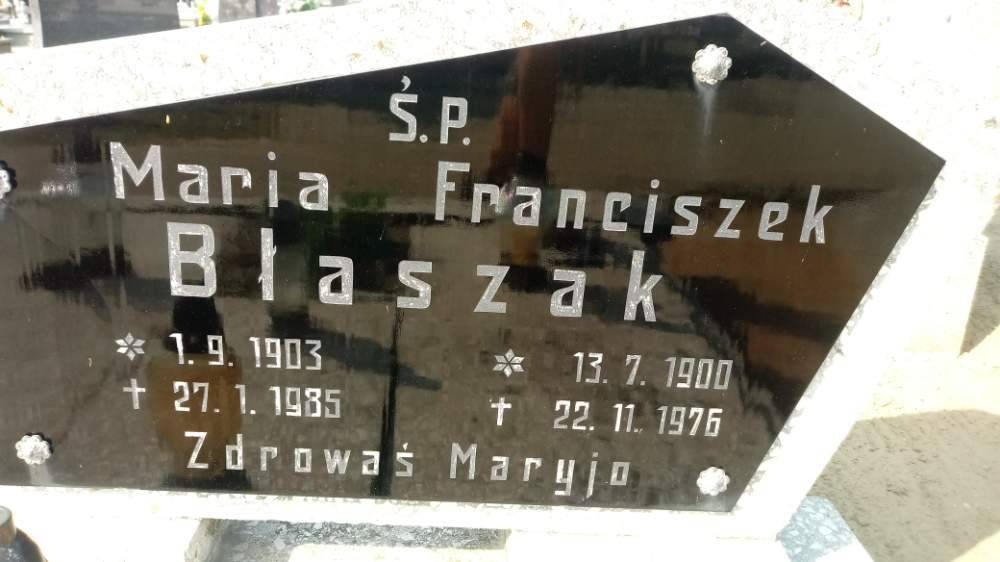 Ś.P.
Maria Franciszek
Błaszak
* 1.9.1903 * 13.7.1900
† 27.1.1985 † 22.11.1976
Zdrowaś Maryjo